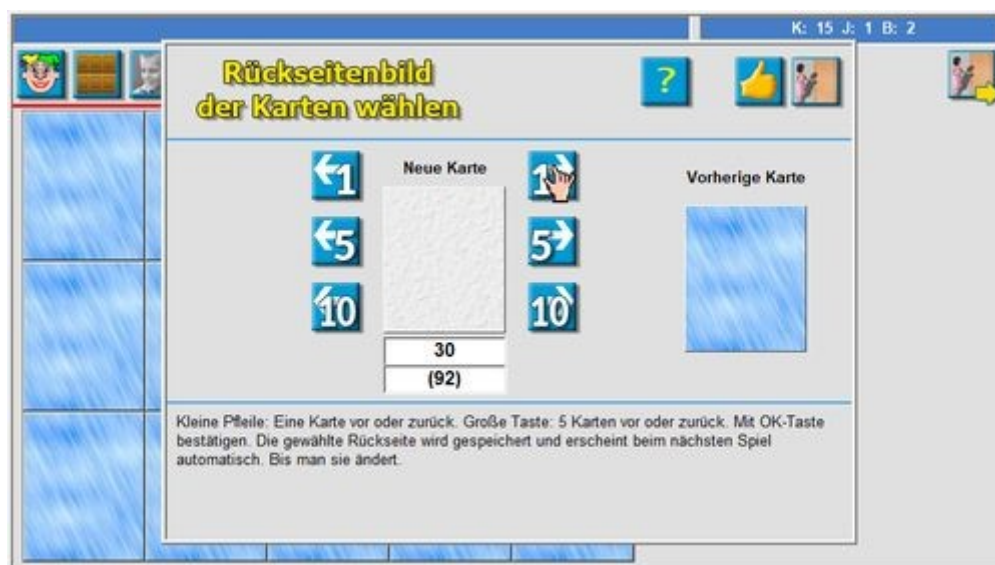 K: 15 J: 1 B: 2
Rückseitenbild
der Karten wählen
?
1
Neue Karte
1
Vorherige Karte
5
5
10
10
30
(92)
Kleine Pfleile: Eine Karte vor oder zurück. Große Taste: 5 Karten vor oder zurück. Mit OK-Taste
bestätigen. Die gewählte Rückseite wird gespeichert und erscheint beim nächsten Spiel
automatisch. Bis man sie ändert.